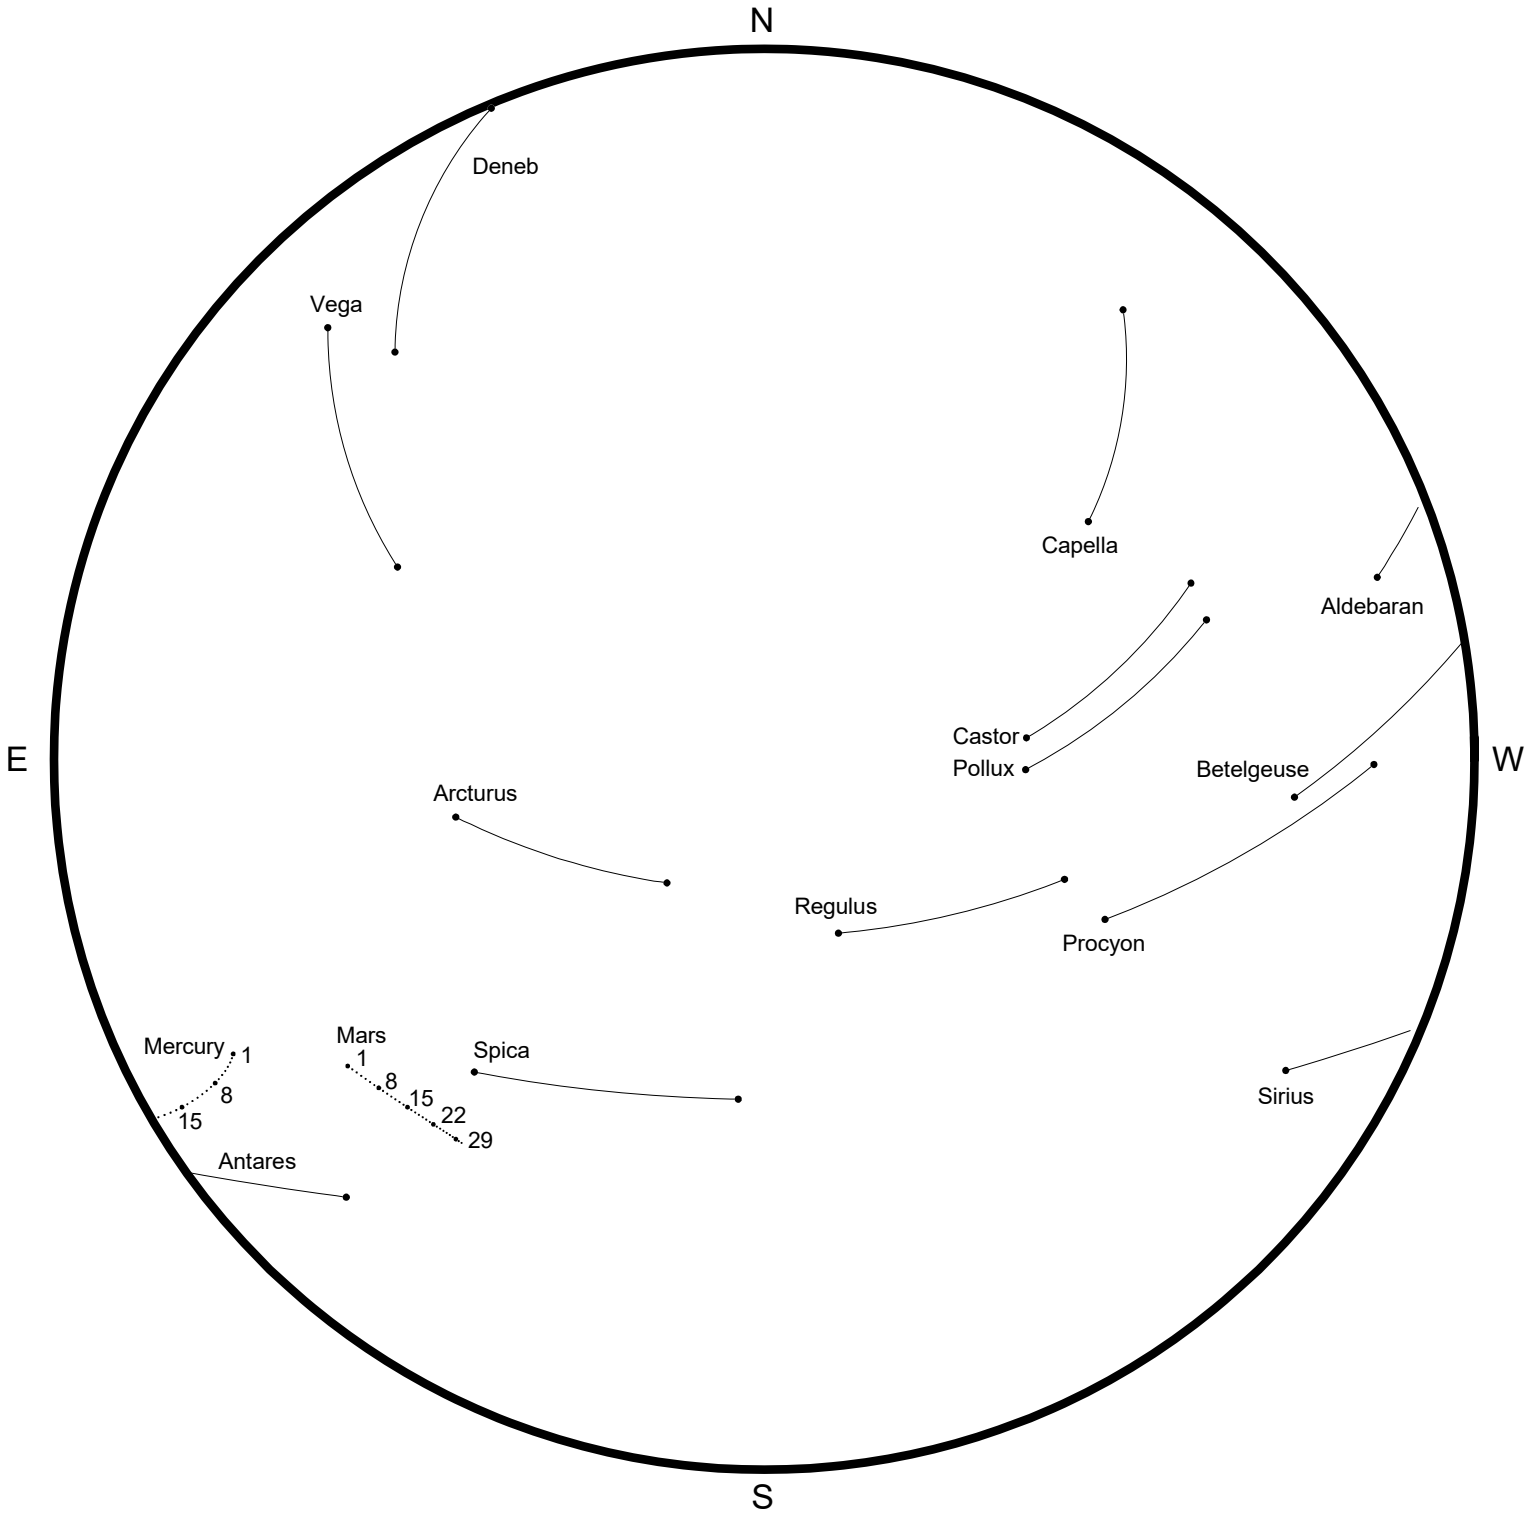 N
Deneb
Vega
Capella
Aldebaran
Castor
Pollux
Betelgeuse
E
W
Arcturus
Regulus
Procyon
Mercury
1
8
15
Mars
1
8
15
22
29
Spica
Sirius
Antares
S